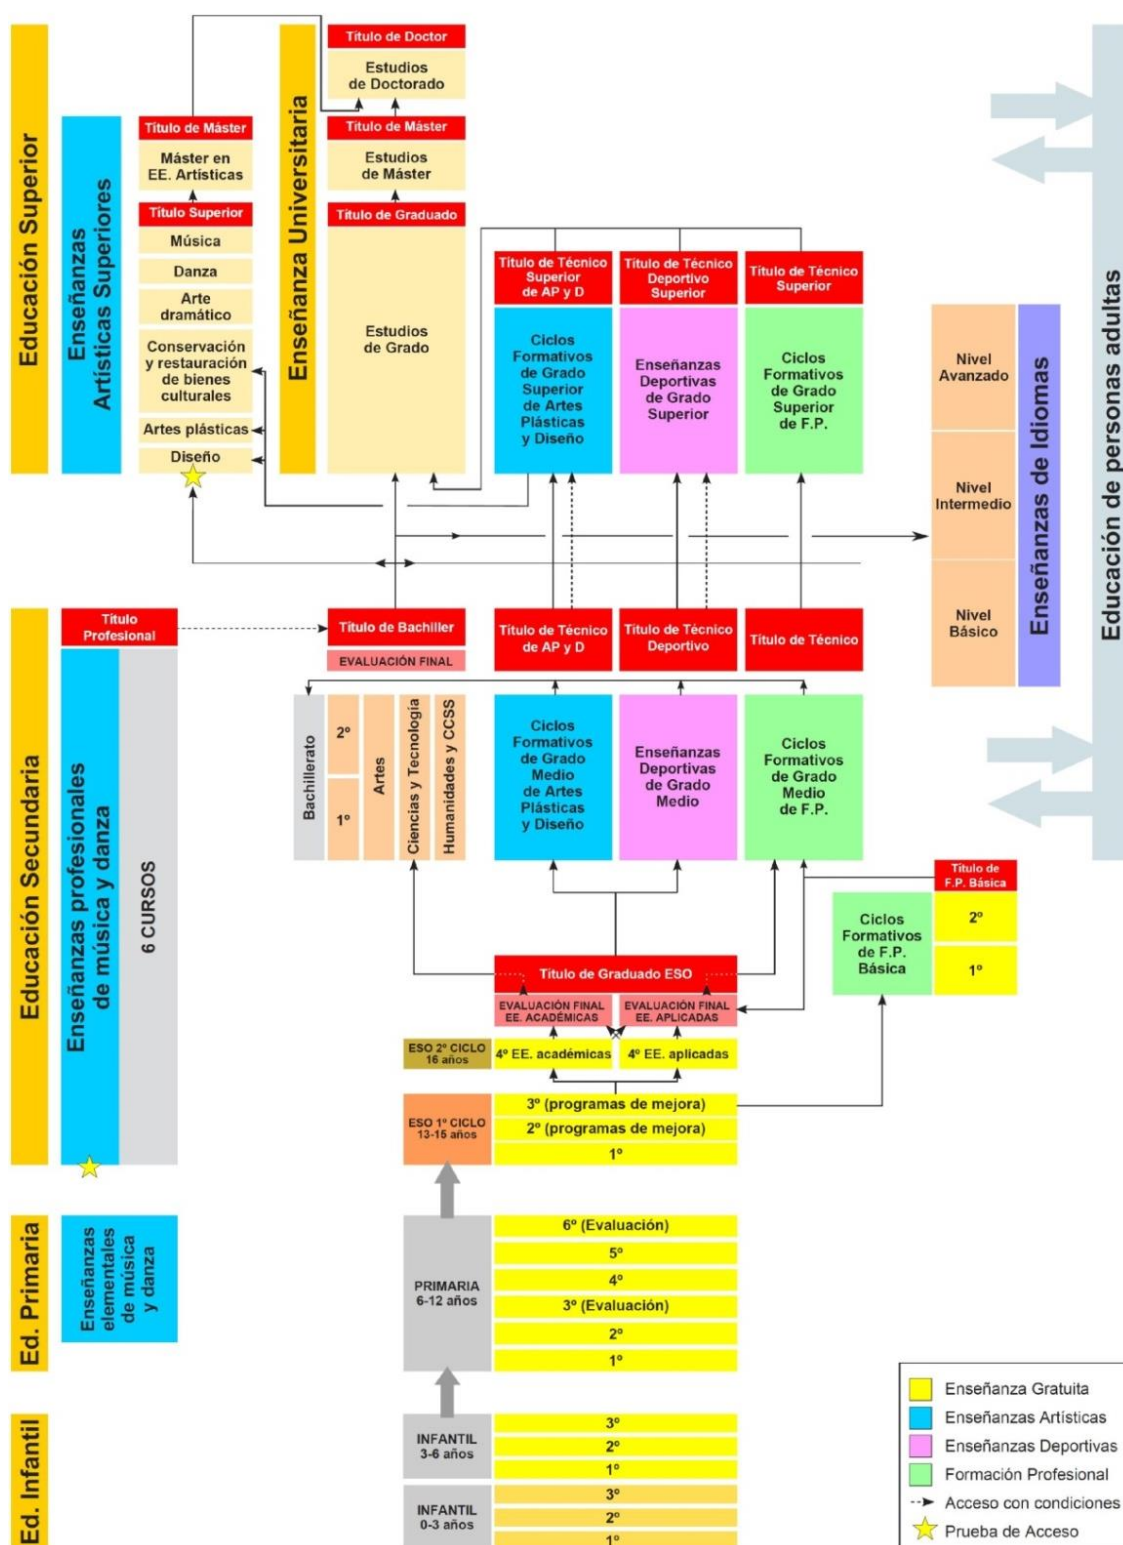 Educación Superior
Enseñanzas
Artísticas Superiores
Título de Máster
Máster en
EE. Artísticas
Título Superior
Música
Danza
Arte
dramático
Conservación
y restauración
de bienes
culturales
Artes plásticas
Diseño
Enseñanza Universitaria
Título de Doctor
Estudios
de Doctorado
Título de Máster
Estudios
de Máster
Título de Graduado
Estudios
de Grado
Título de Técnico
Superior
de AP y D
Ciclos
Formativos
de Grado
Superior
de Artes
Plásticas
y Diseño
Título de Técnico
Deportivo
Superior
Enseñanzas
Deportivas
de Grado
Superior
Título de Técnico
Superior
Ciclos
Formativos
de Grado
Superior
de F.P.
Nivel
Avanzado
Nivel
Intermedio
Nivel
Básico
Enseñanzas de Idiomas
Educación de personas adultas
Educación Secundaria
Título
Profesional
Enseñanzas profesionales
de música y danza
6 CURSOS
Título de Bachiller
EVALUACIÓN FINAL
Bachillerato
2º
1º
Artes
Ciencias y Tecnología
Humanidades y CCSS
Título de Técnico
de AP y D
Ciclos
Formativos
de Grado
Medio
de Artes
Plásticas
y Diseño
Título de Técnico
Deportivo
Enseñanzas
Deportivas
de Grado
Medio
Título de Técnico
Ciclos
Formativos
de Grado
Medio
de F.P.
Título de
F.P. Básica
Ciclos
Formativos
de F.P.
Básica
2º
1º
Título de Graduado ESO
EVALUACIÓN FINAL
EE. ACADÉMICAS
EVALUACIÓN FINAL
EE. APLICADAS
ESO 2º CICLO
16 años
4º EE. académicas
4º EE. aplicadas
ESO 1º CICLO
13-15 años
3º (programas de mejora)
2º (programas de mejora)
1º
Ed. Primaria
Enseñanzas
elementales
de música
y danza
PRIMARIA
6-12 años
6º (Evaluación)
5º
4º
3º (Evaluación)
2º
1º
Ed. Infantil
INFANTIL
3-6 años
3º
2º
1º
INFANTIL
0-3 años
3º
2º
1º
Enseñanza Gratuita
Enseñanzas Artísticas
Enseñanzas Deportivas
Formación Profesional
Acceso con condiciones
Prueba de Acceso